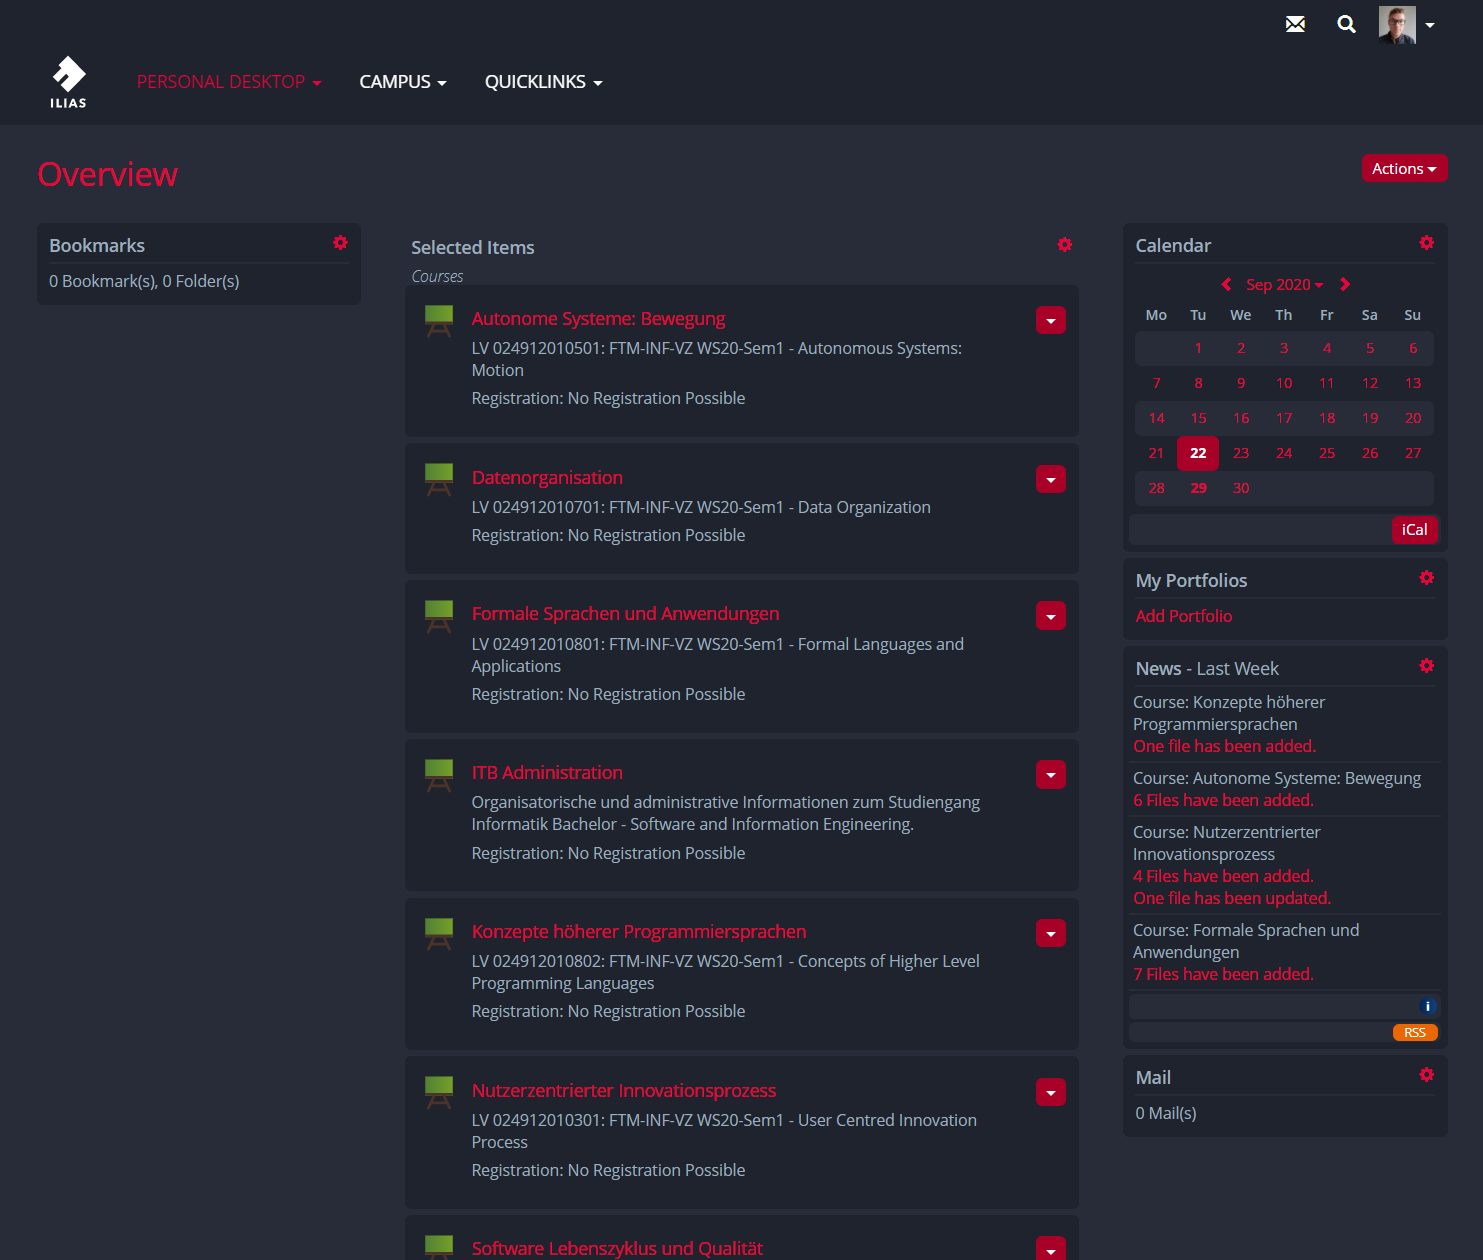 ILIAS
PERSONAL DESKTOP
CAMPUS
QUICKLINKS
Overview
Actions
Bookmarks
0 Bookmark(s), 0 Folder(s)
Selected Items
Courses
Autonome Systeme: Bewegung
LV 024912010501: FTM-INF-VZ WS20-Sem1 - Autonomous Systems:
Motion
Registration: No Registration Possible
Datenorganisation
LV 024912010701: FTM-INF-VZ WS20-Sem1 - Data Organization
Registration: No Registration Possible
Formale Sprachen und Anwendungen
LV 024912010801: FTM-INF-VZ WS20-Sem1 - Formal Languages and
Applications
Registration: No Registration Possible
ITB Administration
Organisatorische und administrative Informationen zum Studiengang
Informatik Bachelor - Software and Information Engineering.
Registration: No Registration Possible
Konzepte höherer Programmiersprachen
LV 024912010802: FTM-INF-VZ WS20-Sem1 - Concepts of Higher Level
Programming Languages
Registration: No Registration Possible
Nutzerzentrierter Innovationsprozess
LV 024912010301: FTM-INF-VZ WS20-Sem1 - User Centred Innovation
Process
Registration: No Registration Possible
Software Lebenszyklus und Qualität
Calendar
Sep 2020
Mo Tu We Th Fr Sa Su
1 2 3 4 5 6
7 8 9 10 11 12 13
14 15 16 17 18 19 20
21 22 23 24 25 26 27
28 29 30
iCal
My Portfolios
Add Portfolio
News - Last Week
Course: Konzepte höherer
Programmiersprachen
One file has been added.
Course: Autonome Systeme: Bewegung
6 Files have been added.
Course: Nutzerzentrierter
Innovationsprozess
4 Files have been added.
One file has been updated.
Course: Formale Sprachen und
Anwendungen
7 Files have been added.
i
RSS
Mail
0 Mail(s)